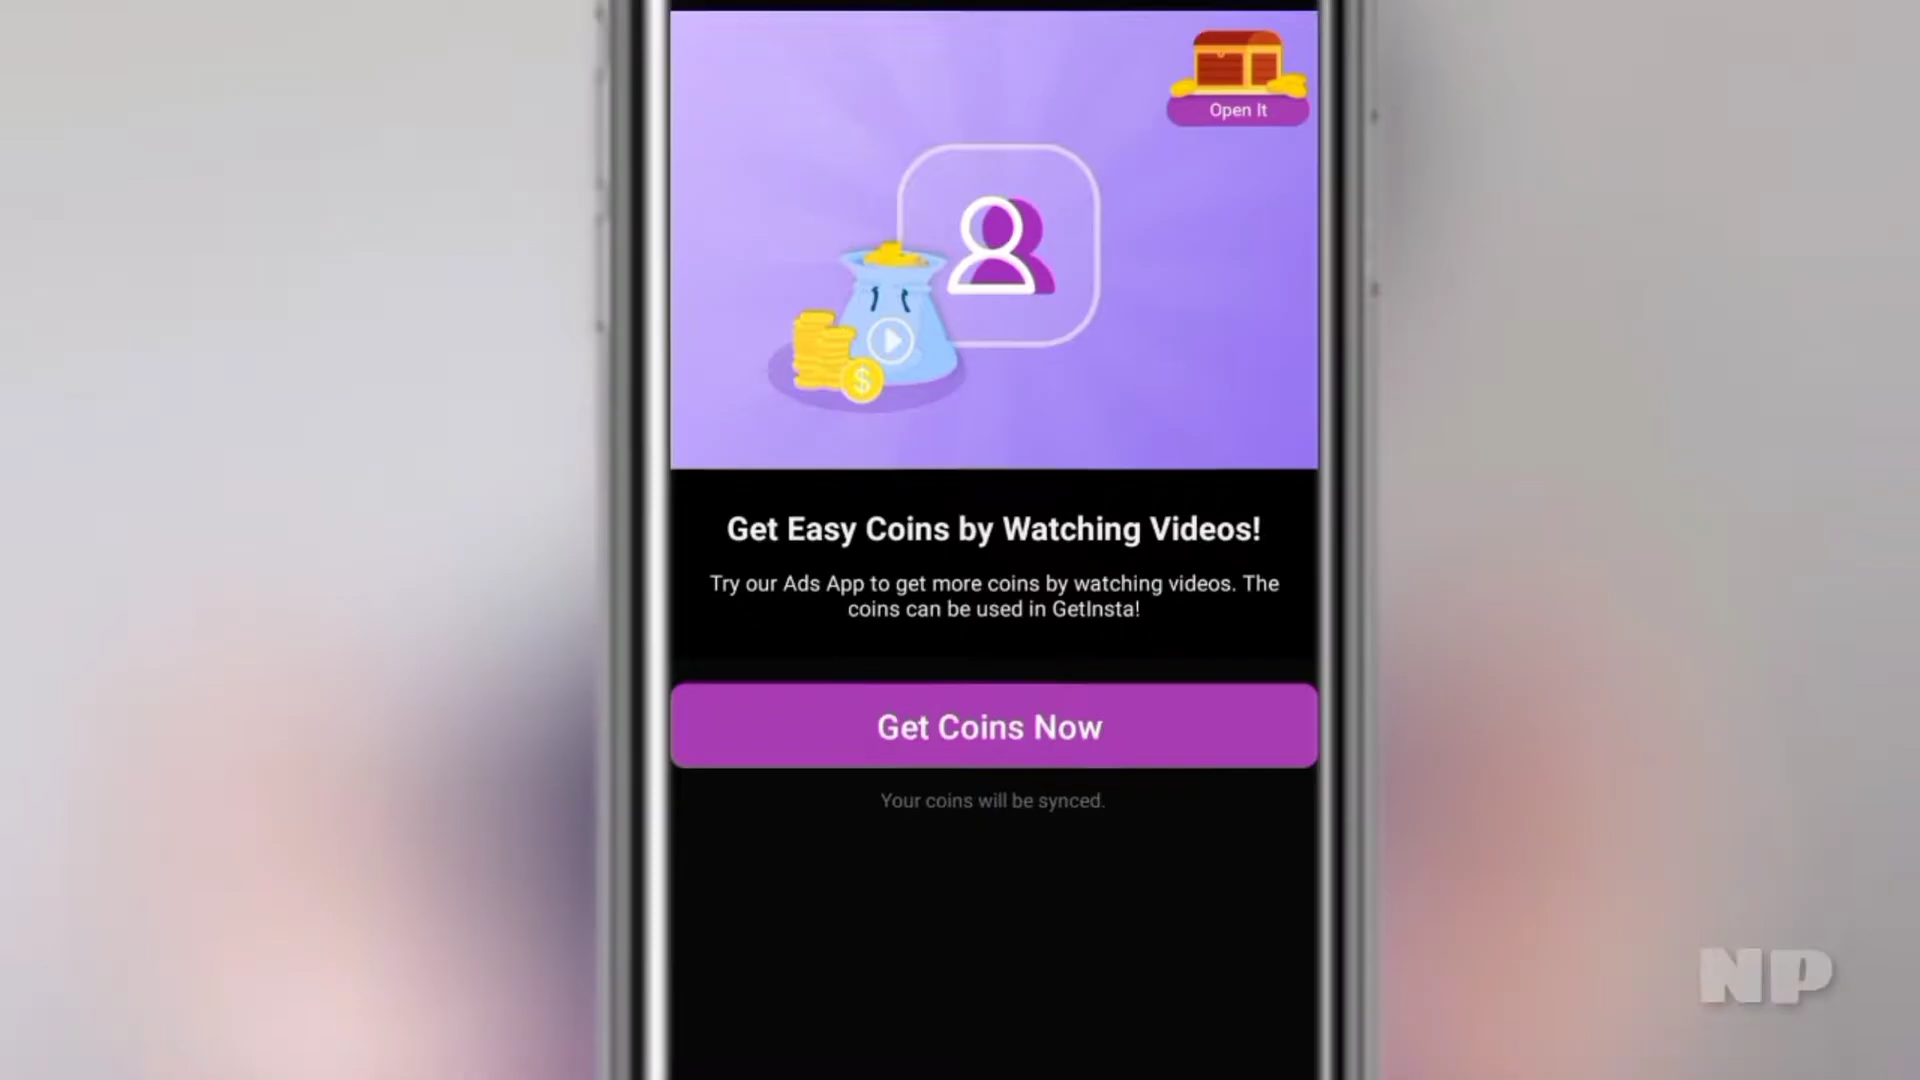 Open It
$
Get Easy Coins by Watching Videos!
Try our Ads App to get more coins by watching videos. The
coins can be used in GetInsta!
Get Coins Now
Your coins will be synced.
NP